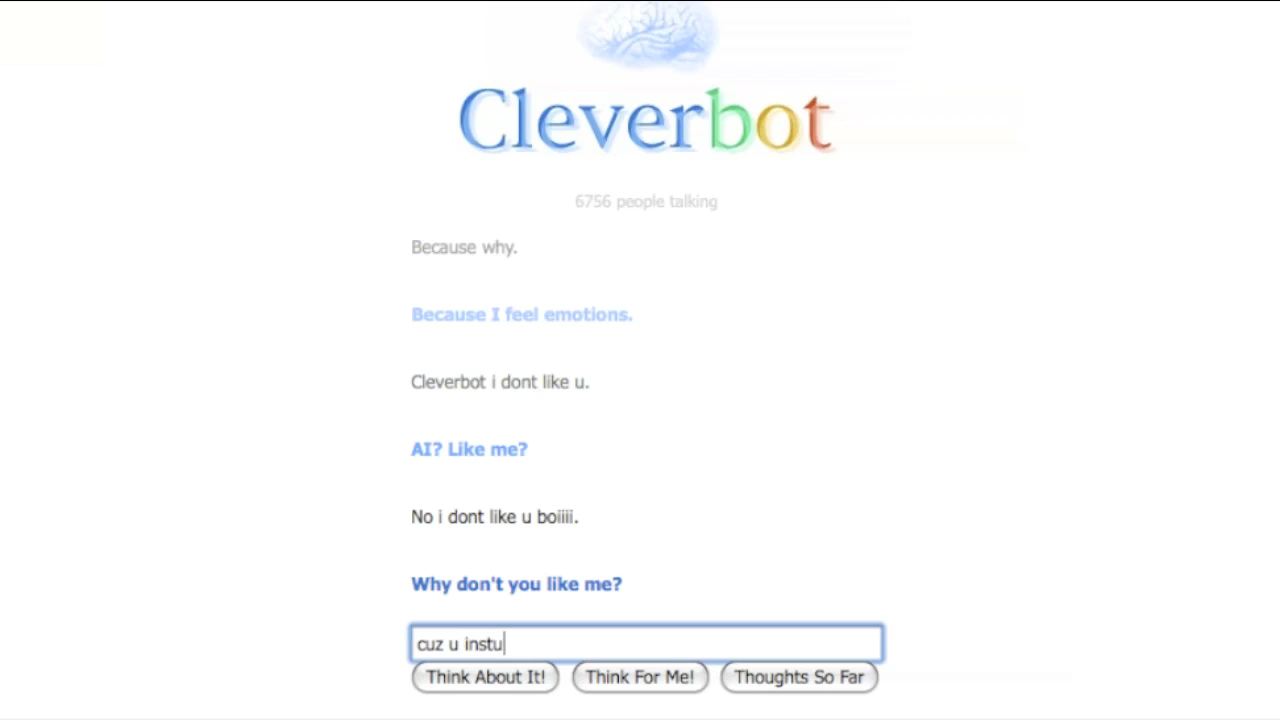 Cleverbot
6756 people talking
Because why.
Because I feel emotions.
Cleverbot i dont like u.
AI? Like me?
No i dont like u boiiii.
Why don't you like me?
cuz u instu
Think About It! Think For Me! Thoughts So Far